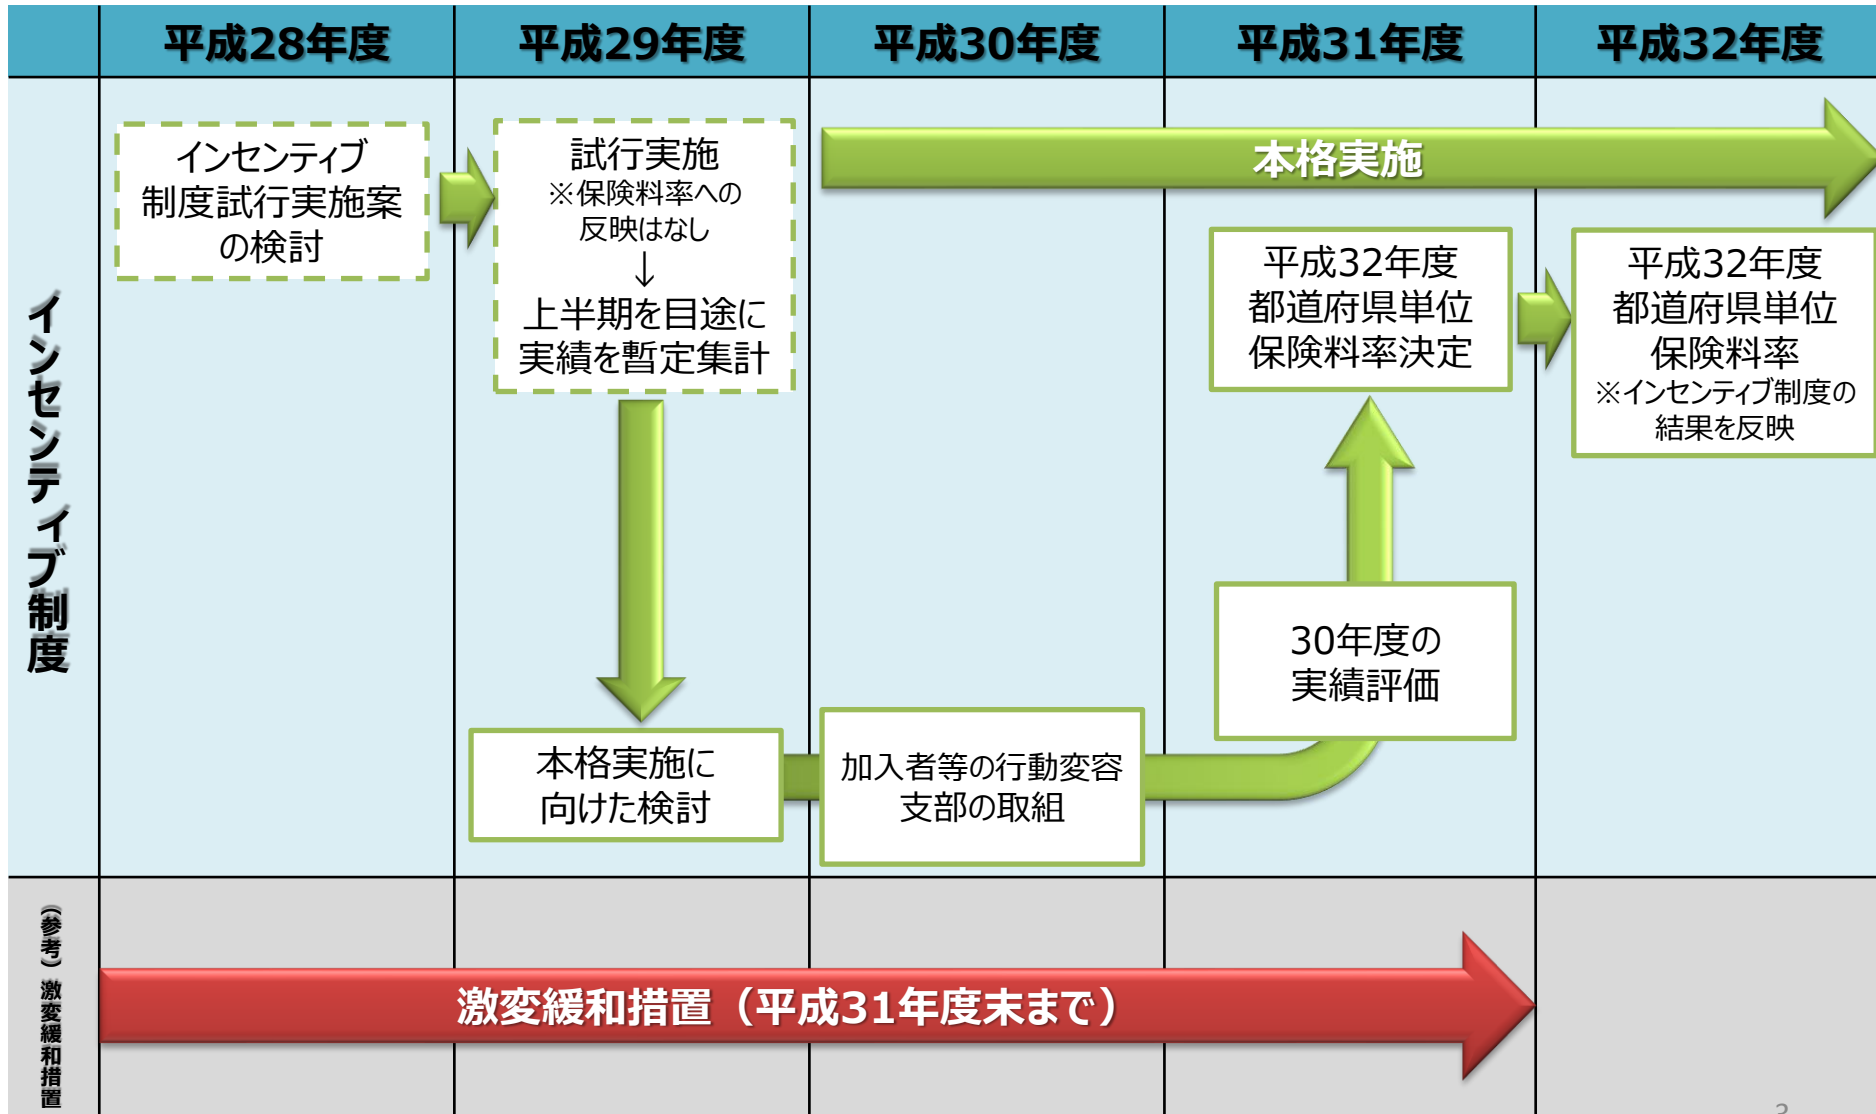 平成28年度
平成29年度
平成30年度
平成31年度
平成32年度
インセンティブ制度
インセンティブ
制度試行実施案
の検討
試行実施
※保険料率への
反映はなし
↓
上半期を目途に
実績を暫定集計
本格実施に
向けた検討
本格実施
加入者等の行動変容
支部の取組
30年度の
実績評価
平成32年度
都道府県単位
保険料率決定
平成32年度
都道府県単位
保険料率
※インセンティブ制度の
結果を反映
（参考）激変緩和措置
激変緩和措置（平成31年度末まで）
3